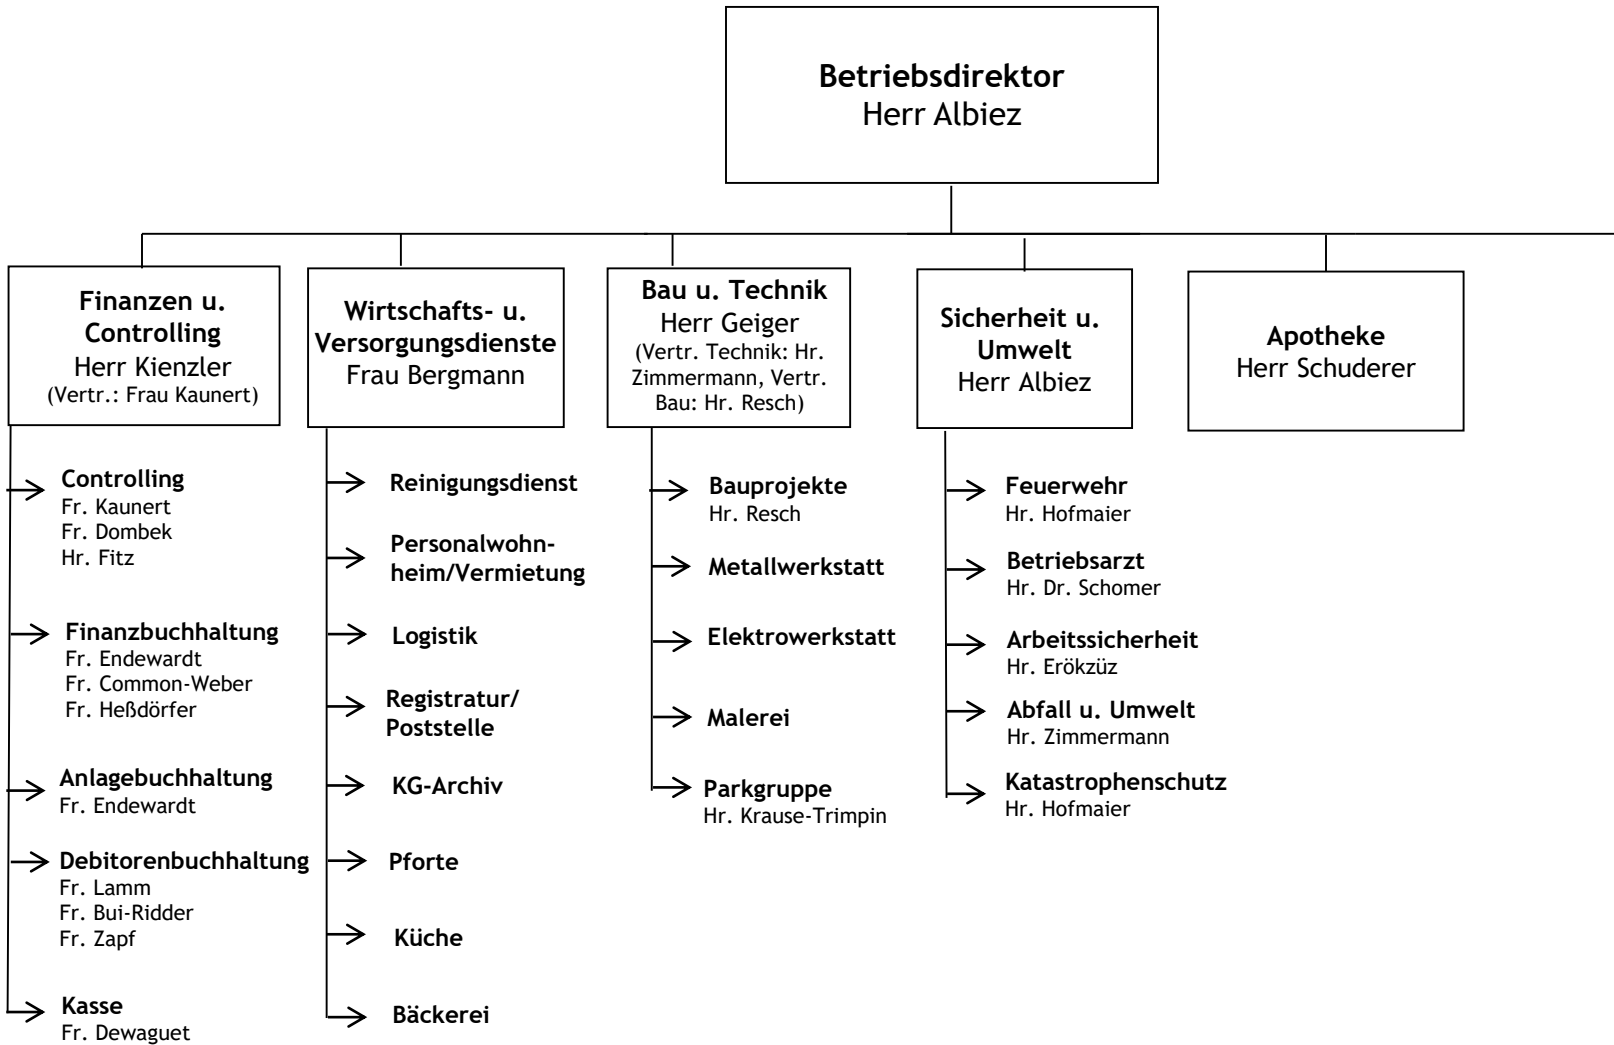 Betriebsdirektor
Herr Albiez
Finanzen u.
Controlling
Herr Kienzler
(Vertr.: Frau Kaunert)
Wirtschafts- u.
Versorgungsdienste
Frau Bergmann
Bau u. Technik
Herr Geiger
(Vertr. Technik: Hr.
Zimmermann, Vertr.
Bau: Hr. Resch)
Sicherheit u.
Umwelt
Herr Albiez
Apotheke
Herr Schuderer
Controlling
Fr. Kaunert
Fr. Dombek
Hr. Fitz
Finanzbuchhaltung
Fr. Endewardt
Fr. Common-Weber
Fr. Heßdörfer
Anlagebuchhaltung
Fr. Endewardt
Debitorenbuchhaltung
Fr. Lamm
Fr. Bui-Ridder
Fr. Zapf
Kasse
Fr. Dewaguet
Reinigungsdienst
Personalwohn-
heim/Vermietung
Logistik
Registratur/
Poststelle
KG-Archiv
Pforte
Küche
Bäckerei
Bauprojekte
Hr. Resch
Metallwerkstatt
Elektrowerkstatt
Malerei
Parkgruppe
Hr. Krause-Trimpin
Feuerwehr
Hr. Hofmaier
Betriebsarzt
Hr. Dr. Schomer
Arbeitssicherheit
Hr. Erökzüz
Abfall u. Umwelt
Hr. Zimmermann
Katastrophenschutz
Hr. Hofmaier